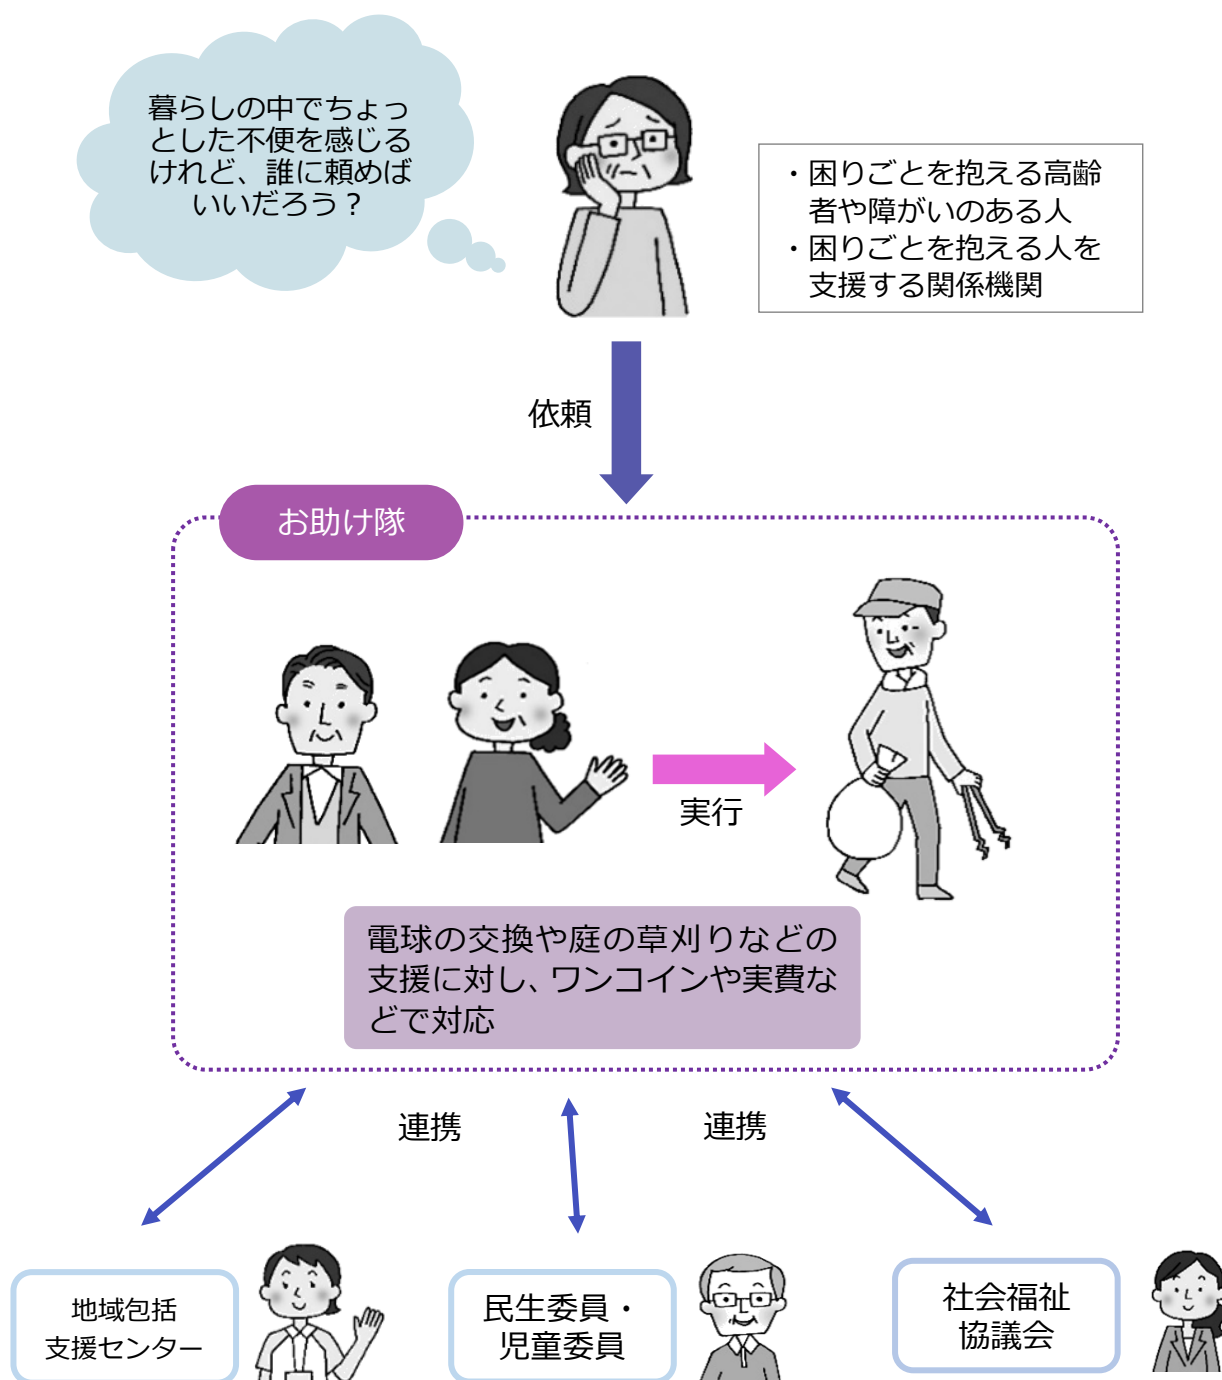 暮らしの中でちょっ
とした不便を感じる
けれど、誰に頼めば
いいだろう？
・困りごとを抱える高齢
者や障がいのある人
・困りごとを抱える人を
支援する関係機関
依頼
お助け隊
実行
電球の交換や庭の草刈りなどの
支援に対し、ワンコインや実費な
どで対応
連携
連携
地域包括
支援センター
民生委員・
児童委員
社会福祉
協議会